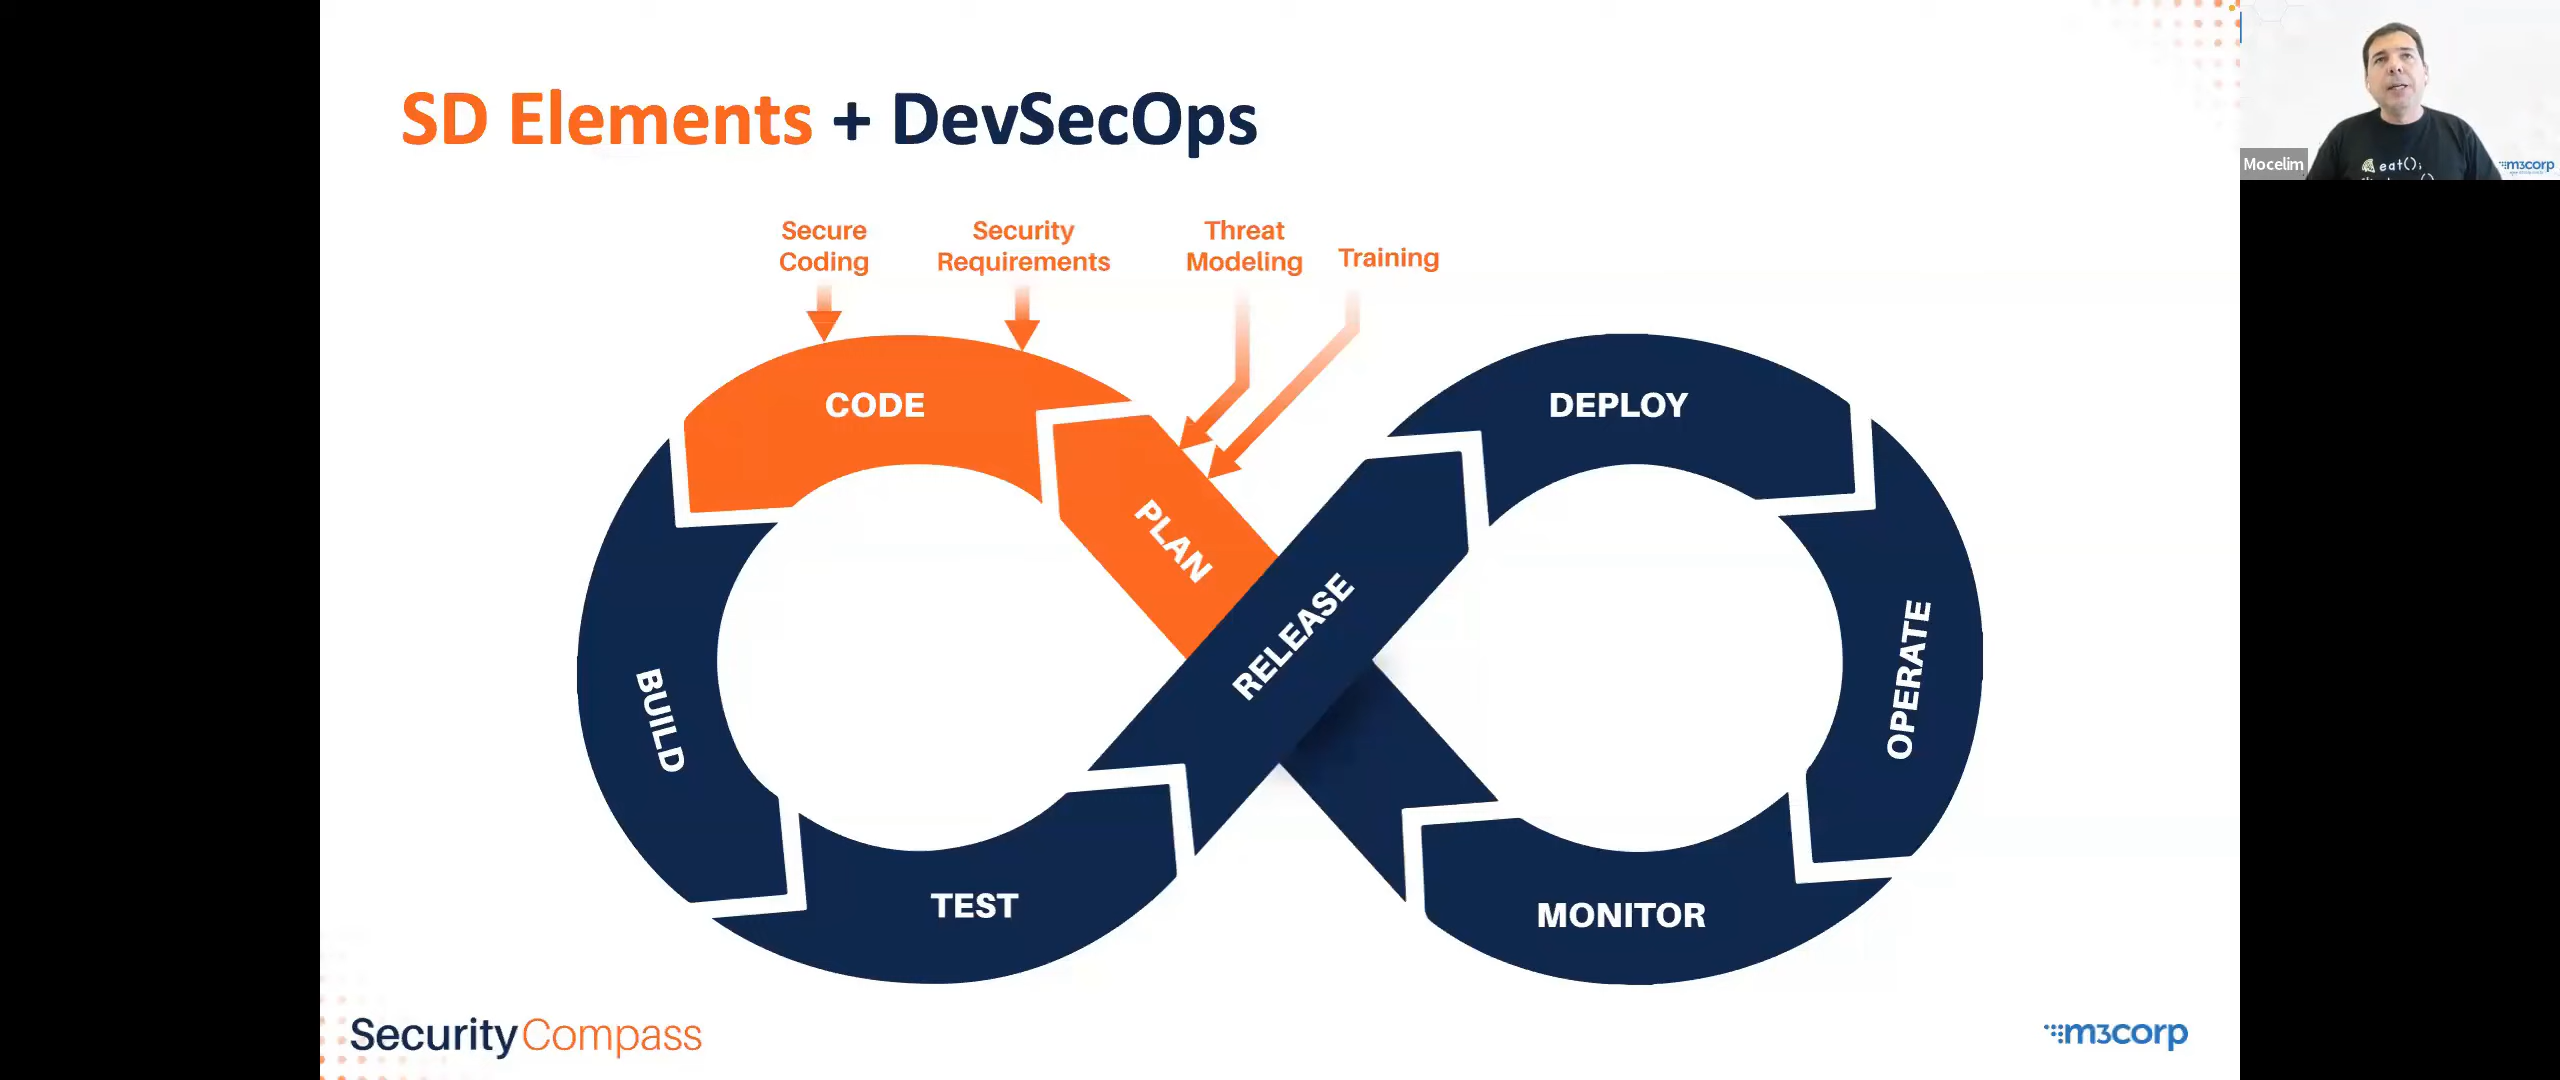 SD Elements + DevSecOps
Secure
Coding
Security
Requirements
Threat
Modeling
Training
CODE
PLAN
BUILD
TEST
RELEASE
DEPLOY
OPERATE
MONITOR
SecurityCompass
m3corp
Mocelim
eat();
m3corp